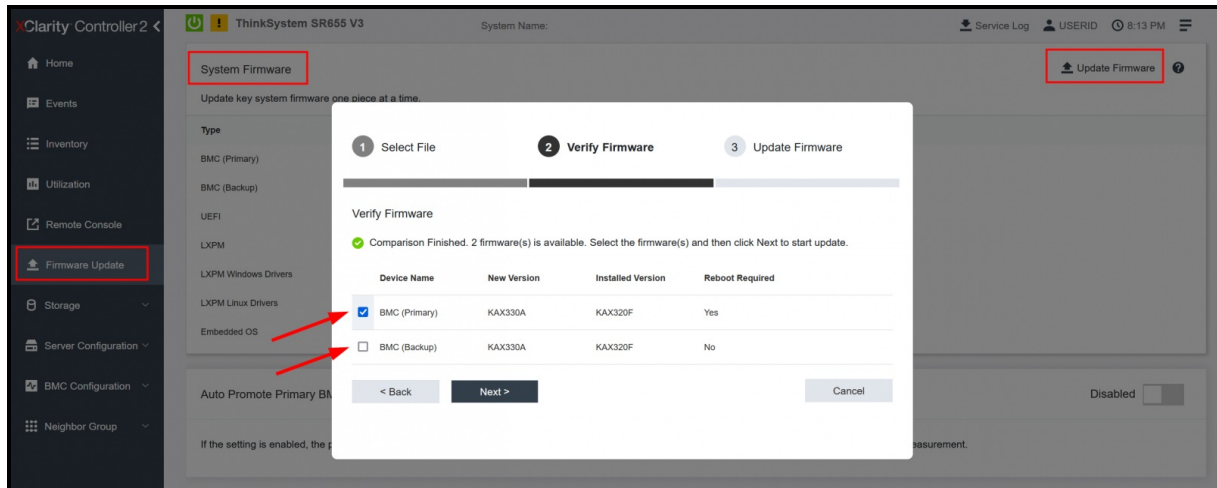 XClarity Controller 2
ThinkSystem SR655 V3
System Name:
Service Log
USERID
8:13 PM
Home
Events
Inventory
Utilization
Remote Console
Firmware Update
Storage
Server Configuration
BMC Configuration
Neighbor Group
System Firmware
Update Firmware
Update key system firmware one piece at a time.
Type
BMC (Primary)
BMC (Backup)
UEFI
LXPM
LXPM Windows Drivers
LXPM Linux Drivers
Embedded OS
1 Select File
2 Verify Firmware
3 Update Firmware
Verify Firmware
Comparison Finished. 2 firmware(s) is available. Select the firmware(s) and then click Next to start update.
Device Name New Version Installed Version Reboot Required
BMC (Primary) KAX330A KAX320F Yes
BMC (Backup) KAX330A KAX320F No
< Back
Next >
Cancel
Auto Promote Primary
Disabled
If the setting is enabled, the